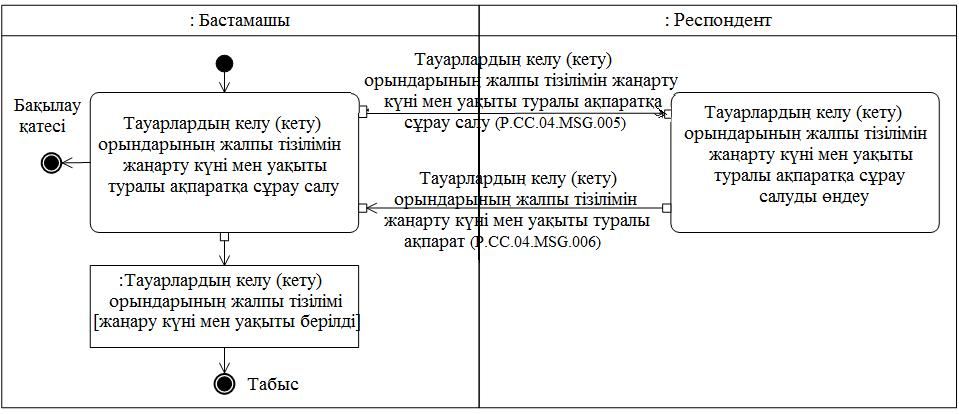 : Бастамашы
: Респондент
Тауарлардың келу (кету)
орындарының жалпы тізілімін жаңарту
күні мен уақыты туралы ақпаратқа
сұрау салу (P.CC.04.MSG.005)
Бақылау
қатесі
Тауарлардың келу (кету)
орындарының жалпы тізілімін
жаңарту күні мен уақыты
туралы ақпаратқа сұрау салу
Тауарлардың келу (кету)
орындарының жалпы тізілімін
жаңарту күні мен уақыты
туралы ақпаратқа сұрау
салуды өңдеу
Тауарлардың келу (кету)
орындарының жалпы тізілімін
жаңарту күні мен уақыты туралы
ақпарат (P.CC.04.MSG.006)
:Тауарлардың келу (кету)
орындарының жалпы тізілімі
[жаңару күні мен уақыты берілді]
Табыс